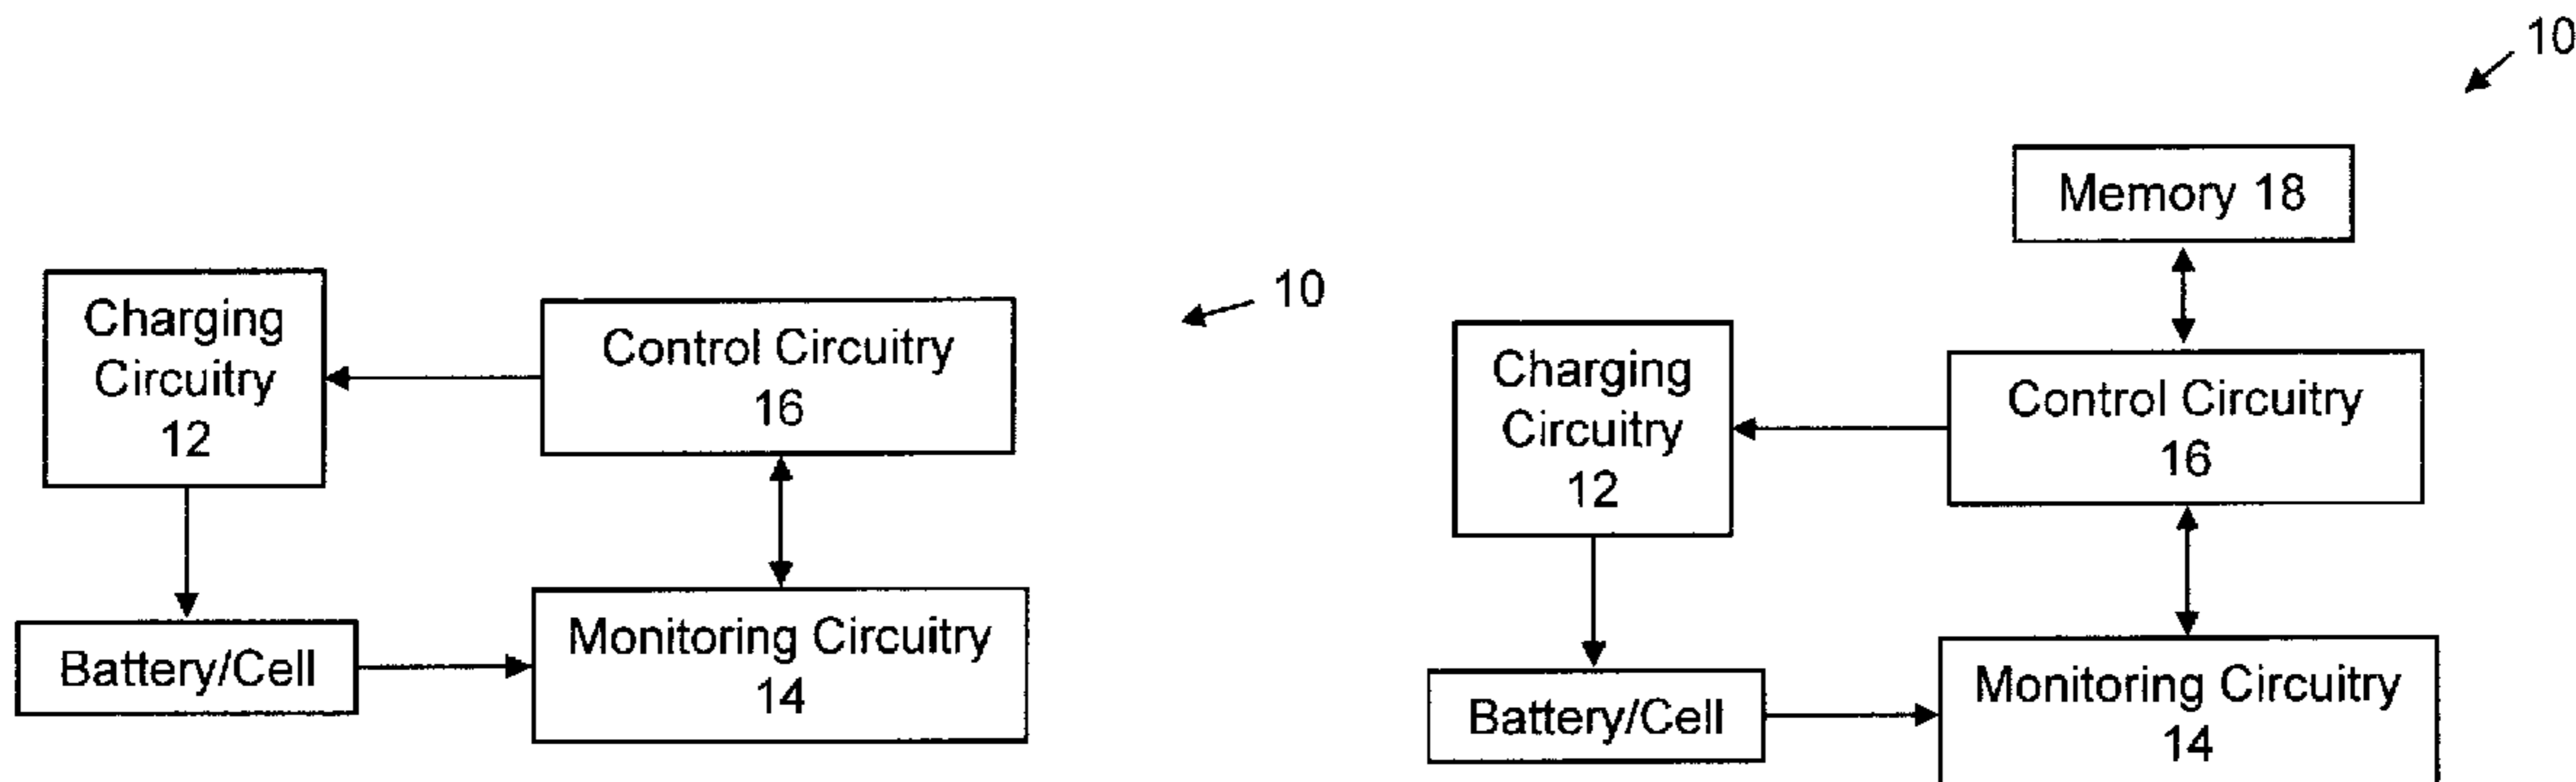 10
Charging
Circuitry
12
Control Circuitry
16
Battery/Cell
Monitoring Circuitry
14
10
Memory 18
Charging
Circuitry
12
Control Circuitry
16
Battery/Cell
Monitoring Circuitry
14